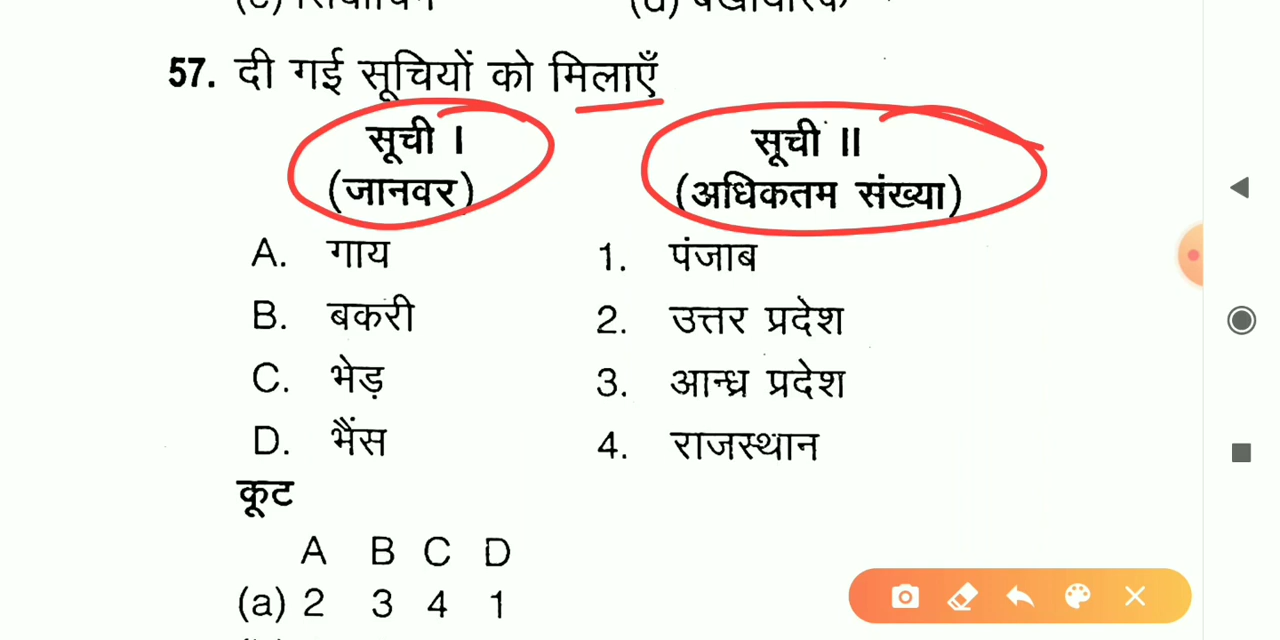 57. दी गई सूचियों को मिलाएँ
सूची I सूची II
(जानवर) (अधिकतम संख्या)
A. गाय 1. पंजाब
B. बकरी 2. उत्तर प्रदेश
C. भेड़ 3. आन्ध्र प्रदेश
D. भैंस 4. राजस्थान
कूट
A B C D
(a) 2 3 4 1